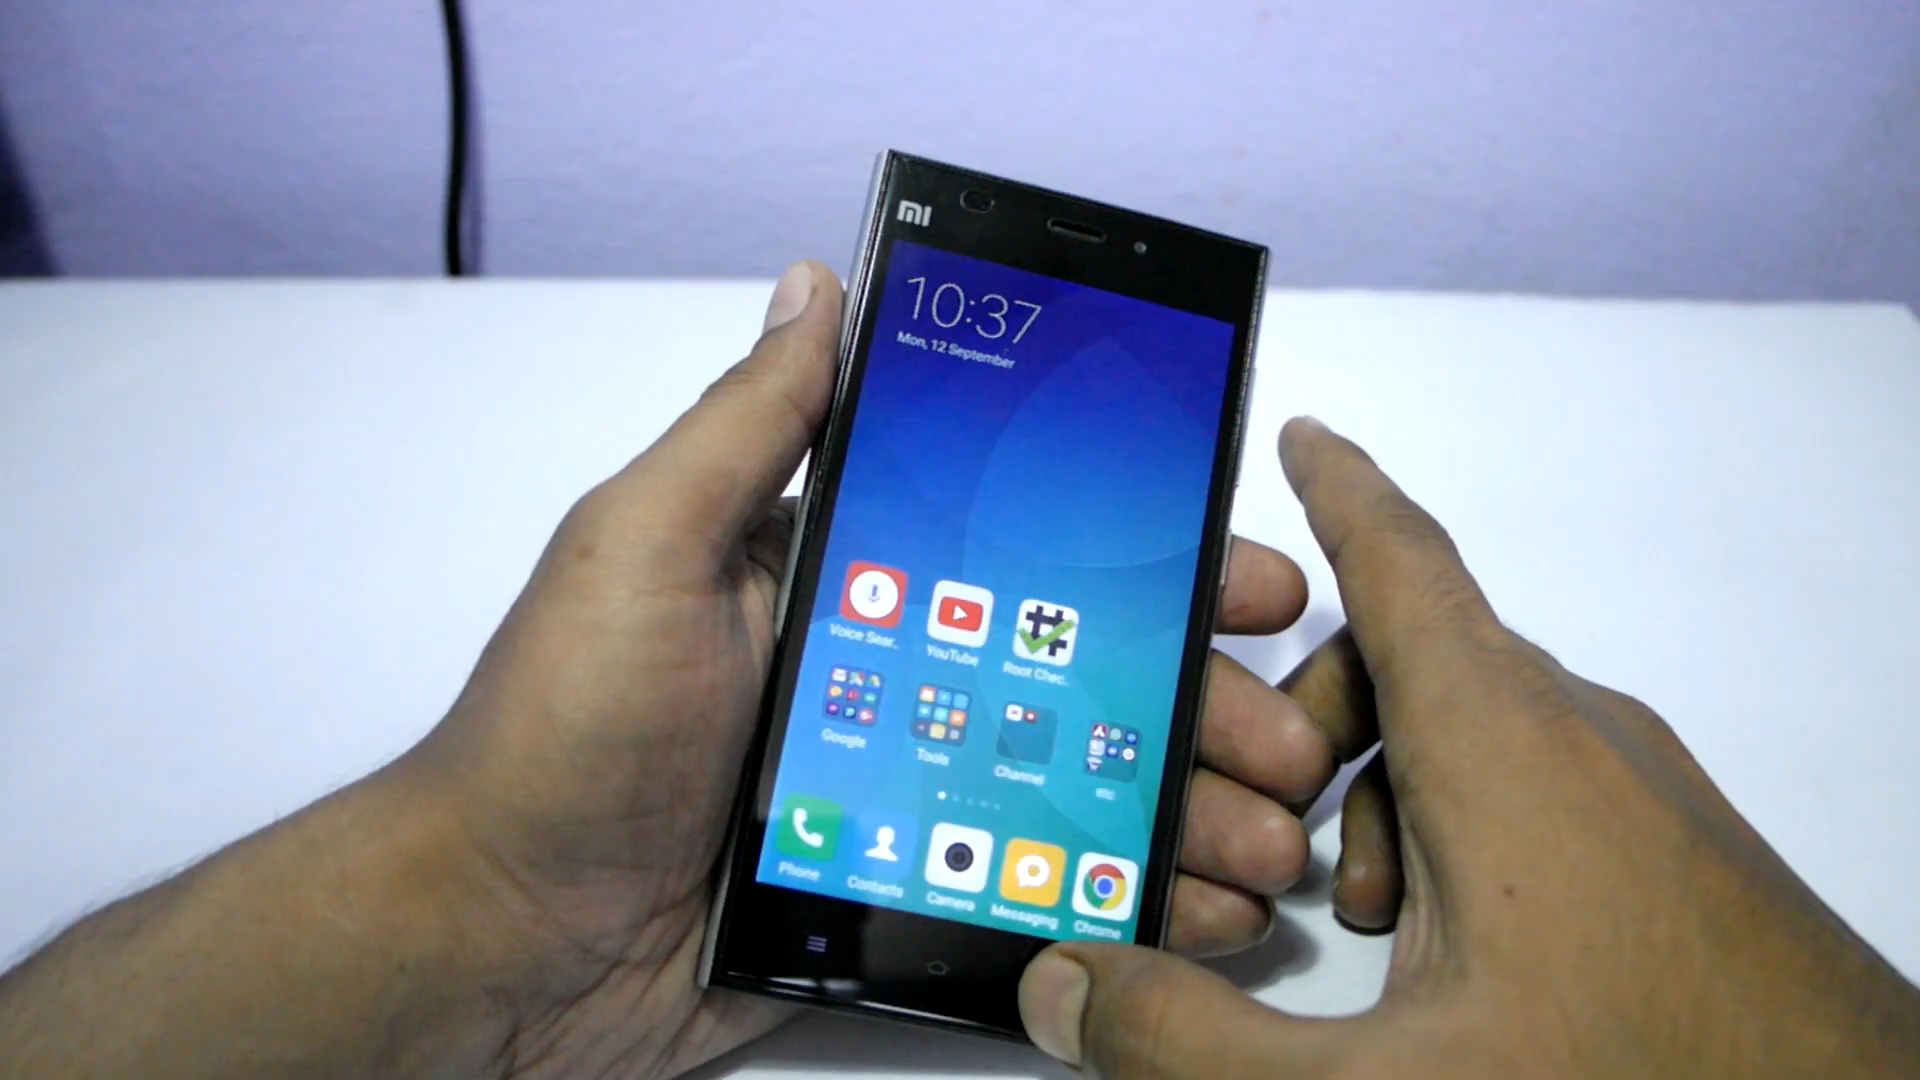 mi
10:37
Mon, 12 September
Voice Sear..
YouTube
Root Chec..
Google
Tools
Channel
etc
Phone
Contacts
Camera
Messaging
Chrome